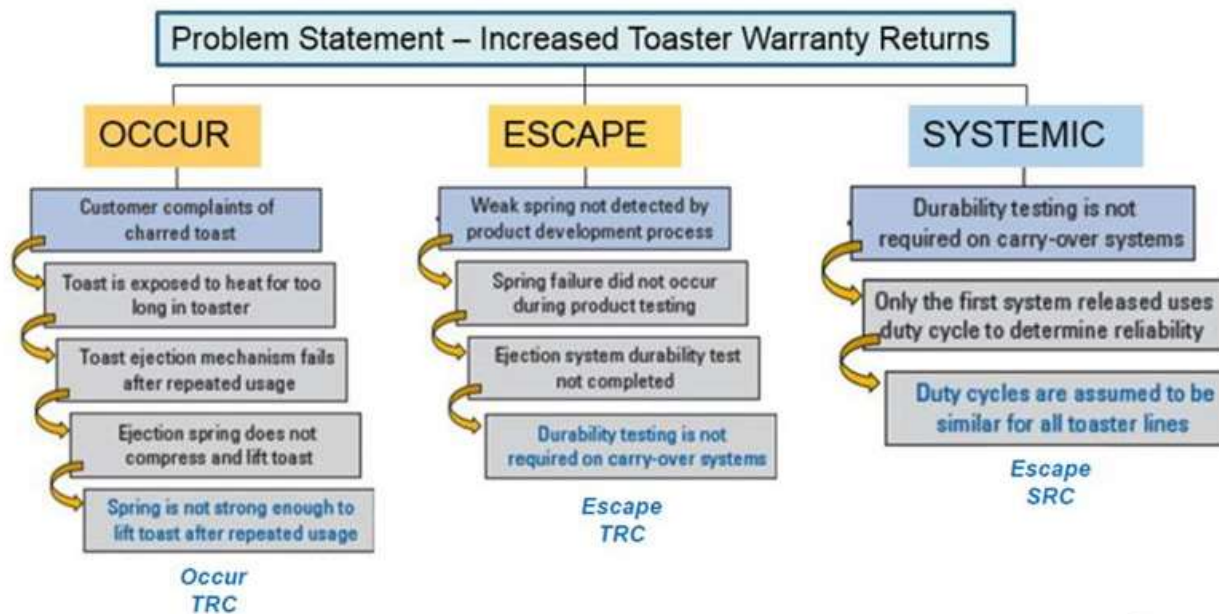 Problem Statement – Increased Toaster Warranty Returns
OCCUR
Customer complaints of
charred toast
Toast is exposed to heat for too
long in toaster
Toast ejection mechanism fails
after repeated usage
Ejection spring does not
compress and lift toast
Spring is not strong enough to
lift toast after repeated usage
Occur
TRC
ESCAPE
Weak spring not detected by
product development process
Spring failure did not occur
during product testing
Ejection system durability test
not completed
Durability testing is not
required on carry-over systems
Escape
TRC
SYSTEMIC
Durability testing is not
required on carry-over systems
Only the first system released uses
duty cycle to determine reliability
Duty cycles are assumed to be
similar for all toaster lines
Escape
SRC